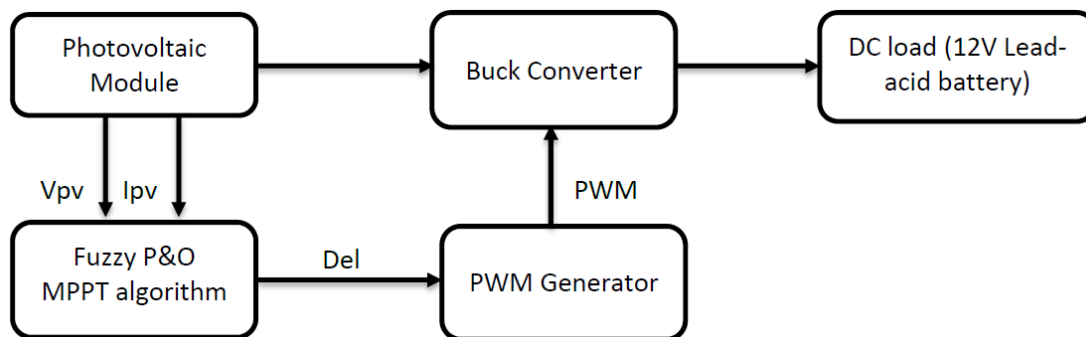 Photovoltaic
Module
Buck Converter
DC load (12V Lead-
acid battery)
Vpv
Ipv
PWM
Fuzzy P&O
MPPT algorithm
Del
PWM Generator